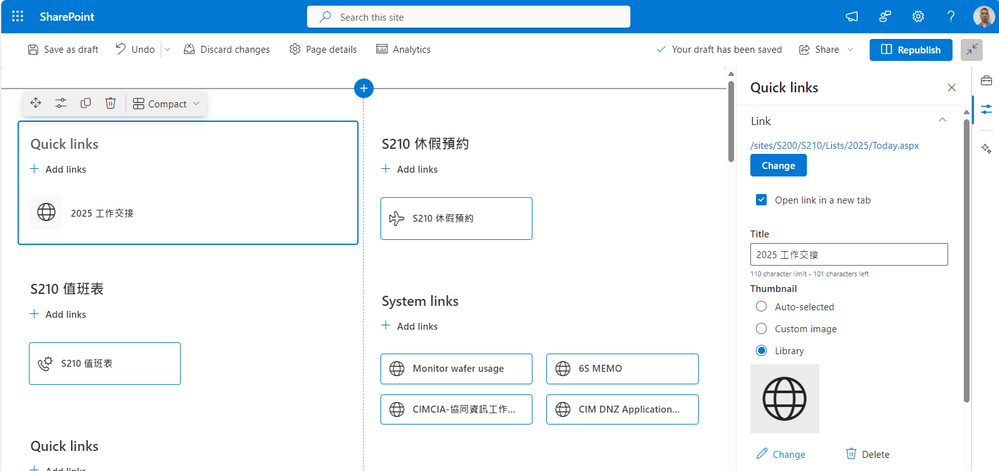 SharePoint
Search this site
Save as draft
Undo
Discard changes
Page details
Analytics
Your draft has been saved
Share
Republish
Compact
Quick links
Add links
2025 工作交接
S210 值班表
Add links
S210 值班表
Quick links
Add links
S210 休假預約
Add links
S210 休假預約
System links
Add links
Monitor wafer usage
6S MEMO
CIMCIA-協同資訊工作...
CIM DNZ Application...
Quick links
Link
/sites/S200/S210/Lists/2025/Today.aspx
Change
Open link in a new tab
Title
2025 工作交接
110 character limit - 101 characters left
Thumbnail
Auto-selected
Custom image
Library
Change
Delete